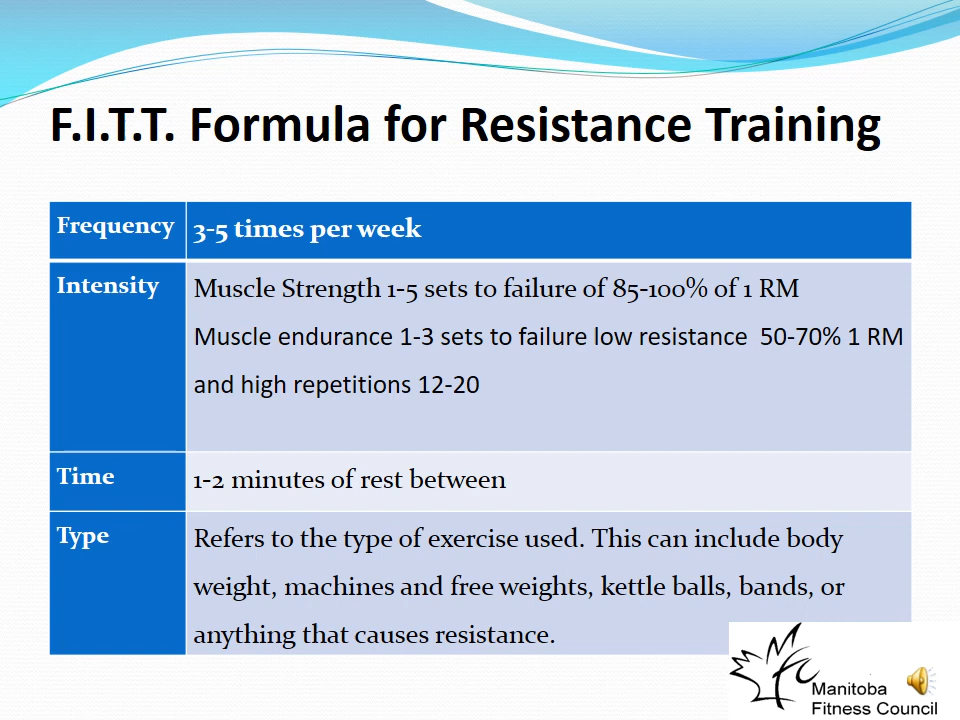 F.I.T.T. Formula for Resistance Training
Frequency
3-5 times per week
Intensity
Muscle Strength 1-5 sets to failure of 85-100% of 1 RM
Muscle endurance 1-3 sets to failure low resistance  50-70% 1 RM
and high repetitions 12-20
Time
1-2 minutes of rest between
Type
Refers to the type of exercise used. This can include body
weight, machines and free weights, kettle balls, bands, or
anything that causes resistance.
Manitoba
Fitness Council